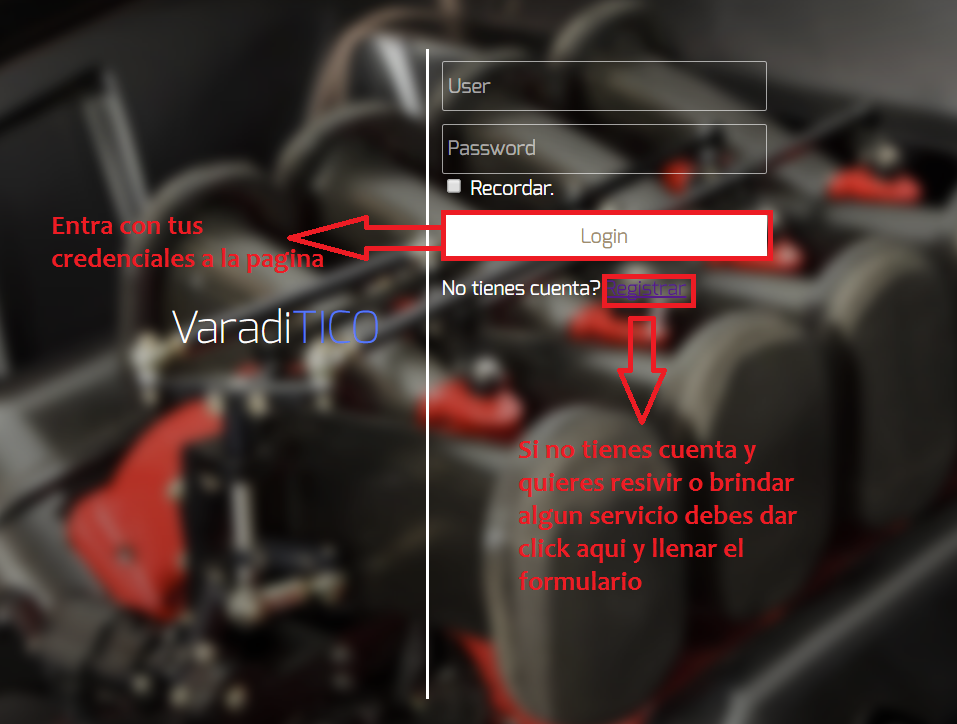 User
Password
Recordar.
Login
No tienes cuenta? Registrar
Entra con tus
credenciales a la pagina
VaradiTICO
Si no tienes cuenta y
quieres resivir o brindar
algun servicio debes dar
click aqui y llenar el
formulario